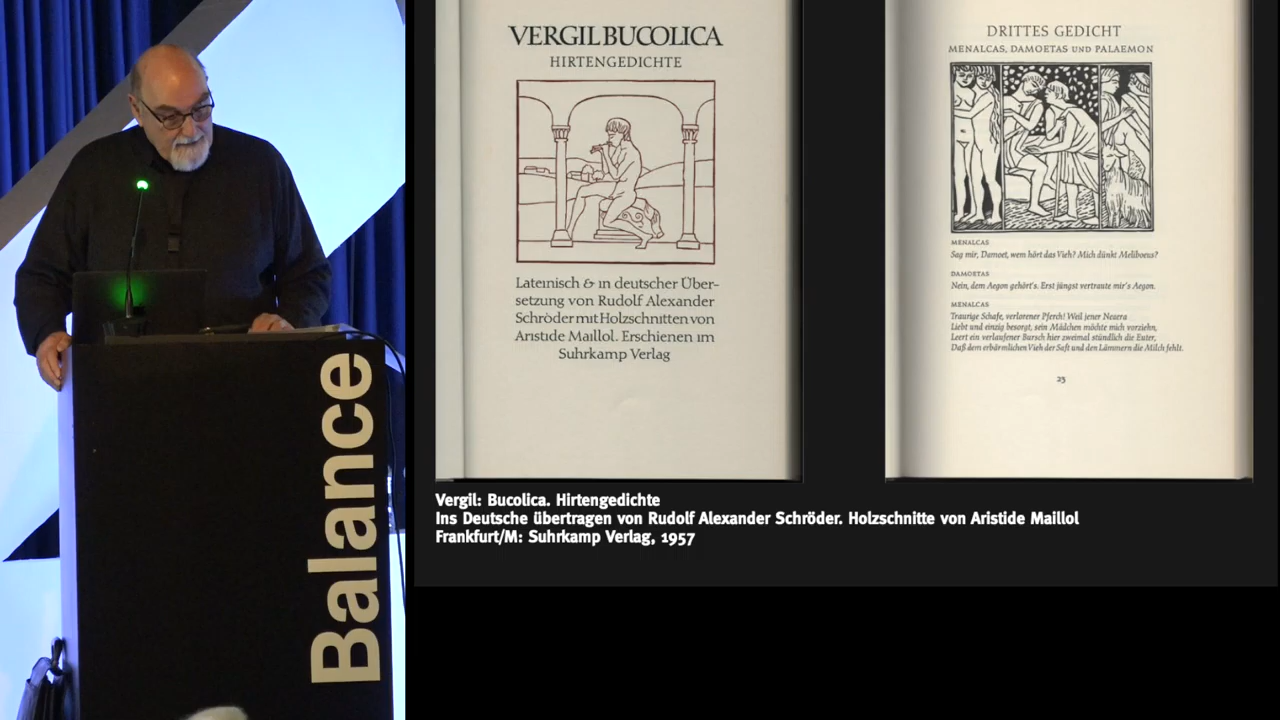 Balance
VERGIL BUCOLICA
HIRTENGEDICHTE
Lateinisch & in deutscher Über-
setzung von Rudolf Alexander
Schröder mit Holzschnitten von
Aristide Maillol. Erschienen im
Suhrkamp Verlag
DRITTES GEDICHT
MENALCAS, DAMOETAS UND PALAEMON
MENALCAS
Sag mir, Damoet, wem hört das Vieh? Mich dünkt Meliboeus?
DAMOETAS
Nein, dem Aegon gehört's. Erst jüngst vertraute mir's Aegon.
MENALCAS
Traurige Schafe, verlorener Pferch! Weil jener Neaera
Liebt und einzig besorgt, sein Mädchen möchte mich vorziehn,
Leert ein verlaufener Bursch hier zweimal stündlich die Euter,
Daß dem erbärmlichen Vieh der Saft und den Lämmern die Milch fehlt.
23
Vergil: Bucolica. Hirtengedichte
Ins Deutsche übertragen von Rudolf Alexander Schröder. Holzschnitte von Aristide Maillol
Frankfurt/M: Suhrkamp Verlag, 1957